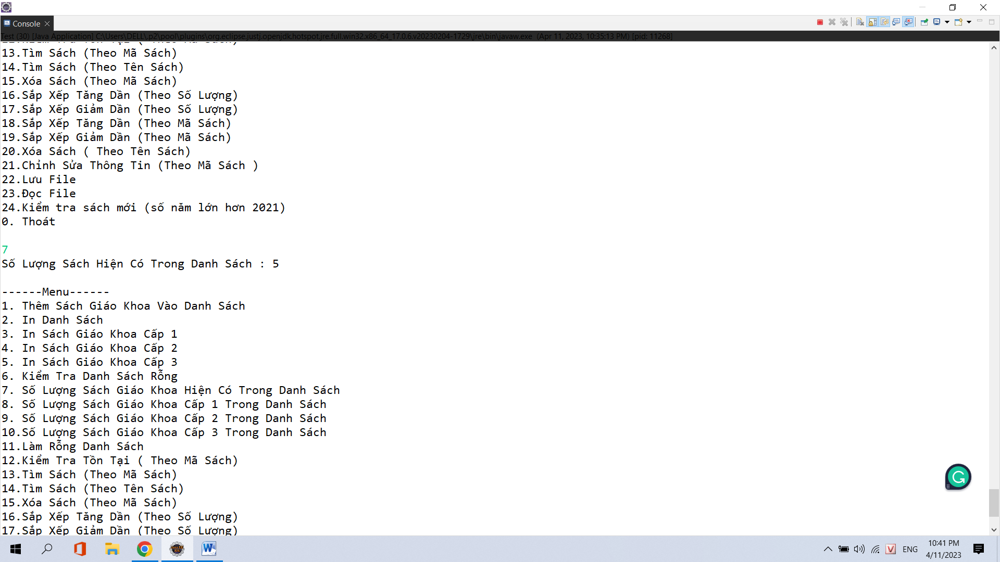 Console
Test (30) [Java Application] C:\Users\DELL\.p2\pool\plugins\org.eclipse.justj.openjdk.hotspot.jre.full.win32.x86_64_17.0.6.v20230204-1729\jre\bin\javaw.exe (Apr 11, 2023, 10:35:13 PM) [pid: 11268]
13.Tìm Sách (Theo Mã Sách)
14.Tìm Sách (Theo Tên Sách)
15.Xóa Sách (Theo Mã Sách)
16.Sắp Xếp Tăng Dần (Theo Số Lượng)
17.Sắp Xếp Giảm Dần (Theo Số Lượng)
18.Sắp Xếp Tăng Dần (Theo Mã Sách)
19.Sắp Xếp Giảm Dần (Theo Mã Sách)
20.Xóa Sách ( Theo Tên Sách)
21.Chỉnh Sửa Thông Tin (Theo Mã Sách )
22.Lưu File
23.Đọc File
24.Kiểm tra sách mới (số năm lớn hơn 2021)
0. Thoát
7
Số Lượng Sách Hiện Có Trong Danh Sách : 5
------Menu------
1. Thêm Sách Giáo Khoa Vào Danh Sách
2. In Danh Sách
3. In Sách Giáo Khoa Cấp 1
4. In Sách Giáo Khoa Cấp 2
5. In Sách Giáo Khoa Cấp 3
6. Kiểm Tra Danh Sách Rỗng
7. Số Lượng Sách Giáo Khoa Hiện Có Trong Danh Sách
8. Số Lượng Sách Giáo Khoa Cấp 1 Trong Danh Sách
9. Số Lượng Sách Giáo Khoa Cấp 2 Trong Danh Sách
10.Số Lượng Sách Giáo Khoa Cấp 3 Trong Danh Sách
11.Làm Rỗng Danh Sách
12.Kiểm Tra Tồn Tại ( Theo Mã Sách)
13.Tìm Sách (Theo Mã Sách)
14.Tìm Sách (Theo Tên Sách)
15.Xóa Sách (Theo Mã Sách)
16.Sắp Xếp Tăng Dần (Theo Số Lượng)
17.Sắp Xếp Giảm Dần (Theo Số Lượng)
ENG
10:41 PM
4/11/2023